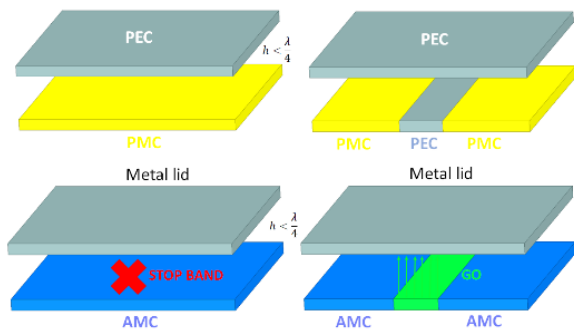 PEC
h < λ/4
PEC
PMC
PMC
PEC
PMC
Metal lid
Metal lid
h < λ/4
STOP BAND
GO
AMC
AMC
AMC